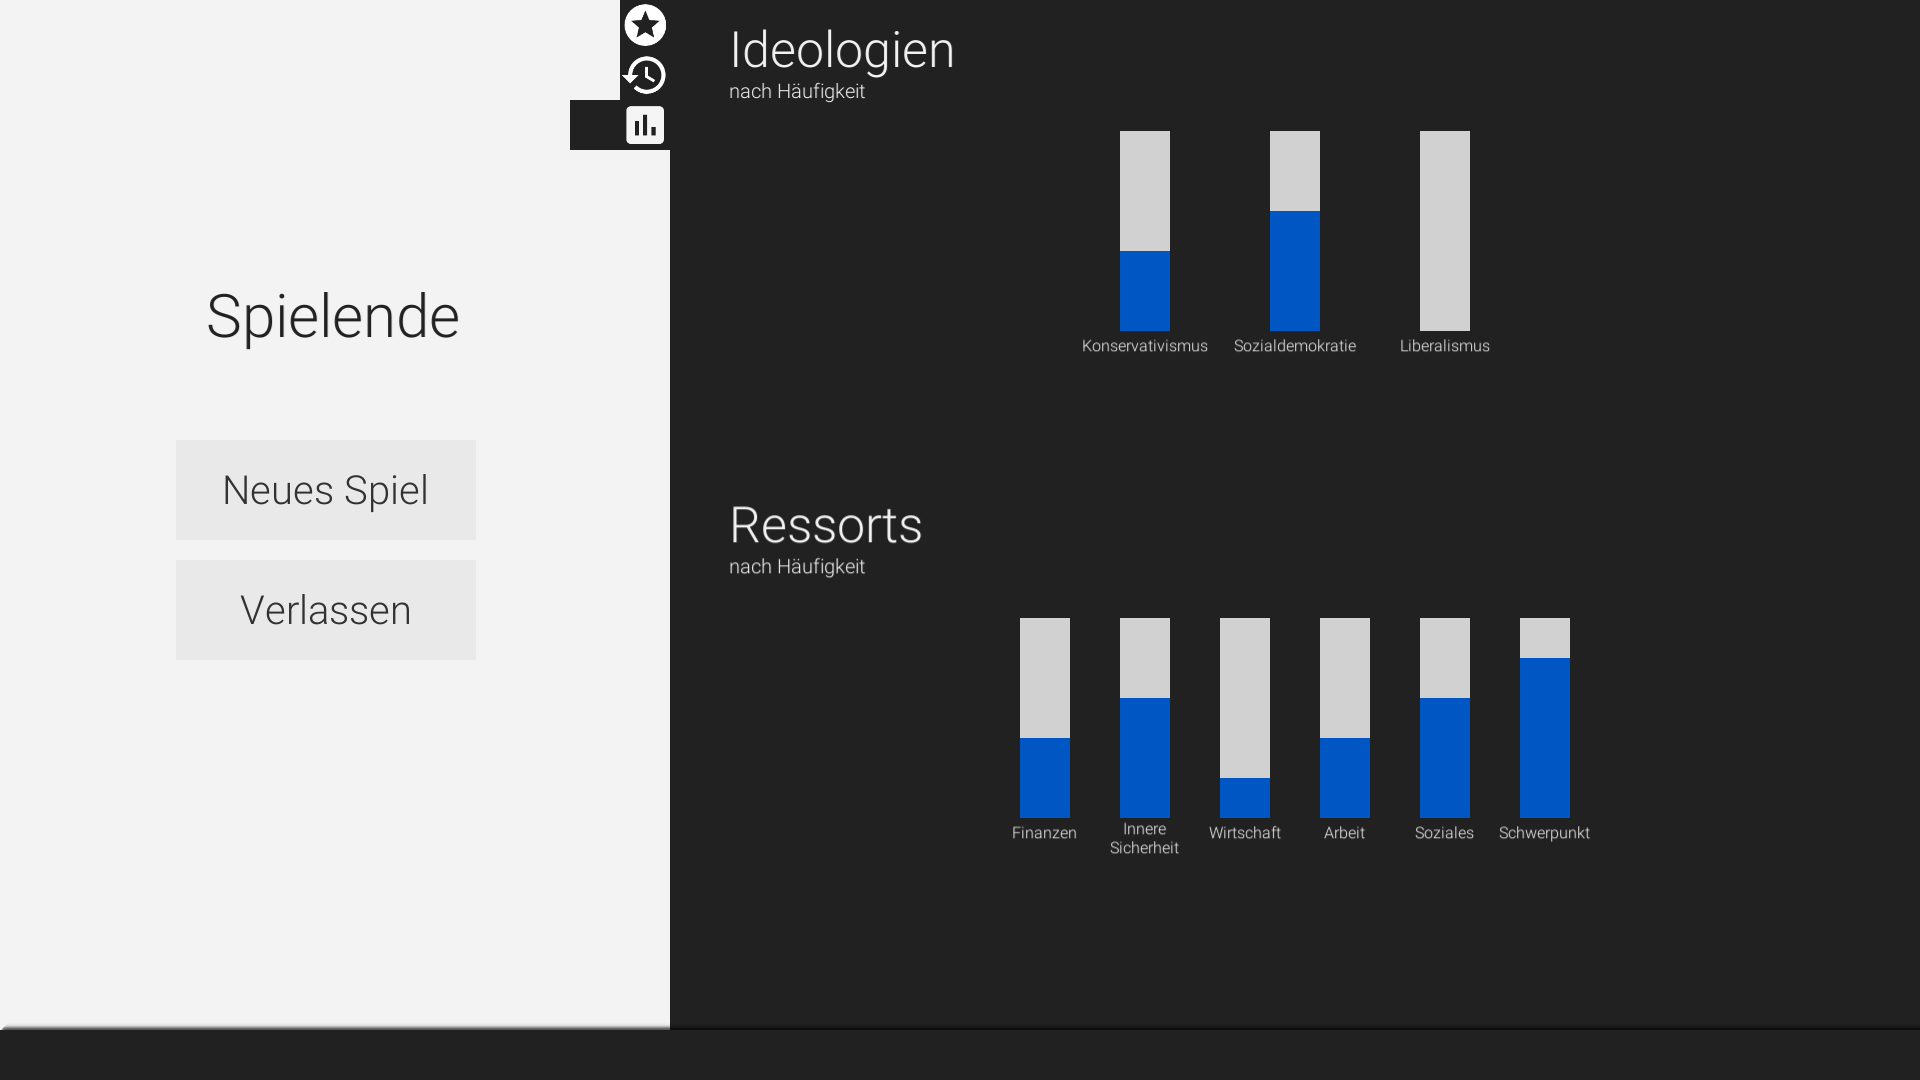 Spielende
Neues Spiel
Verlassen
Ideologien
nach Häufigkeit
Konservativismus
Sozialdemokratie
Liberalismus
Ressorts
nach Häufigkeit
Finanzen
Innere
Sicherheit
Wirtschaft
Arbeit
Soziales
Schwerpunkt